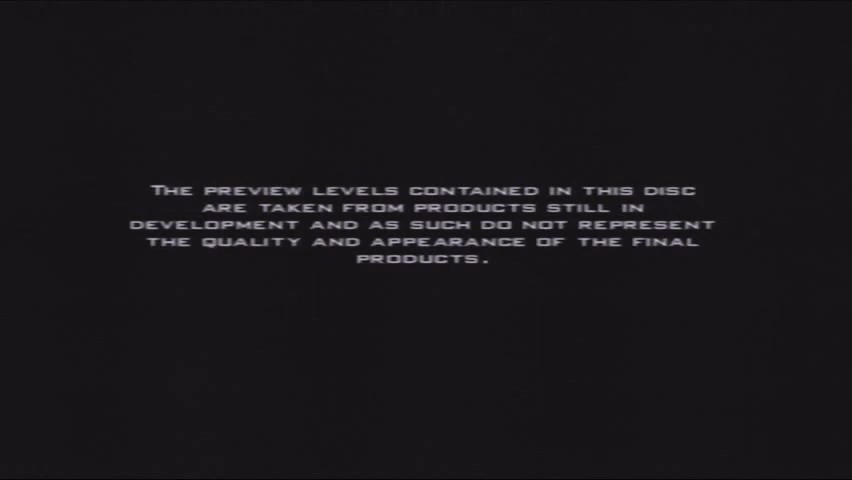 The preview levels contained in this disc
are taken from products still in
development and as such do not represent
the quality and appearance of the final
products.